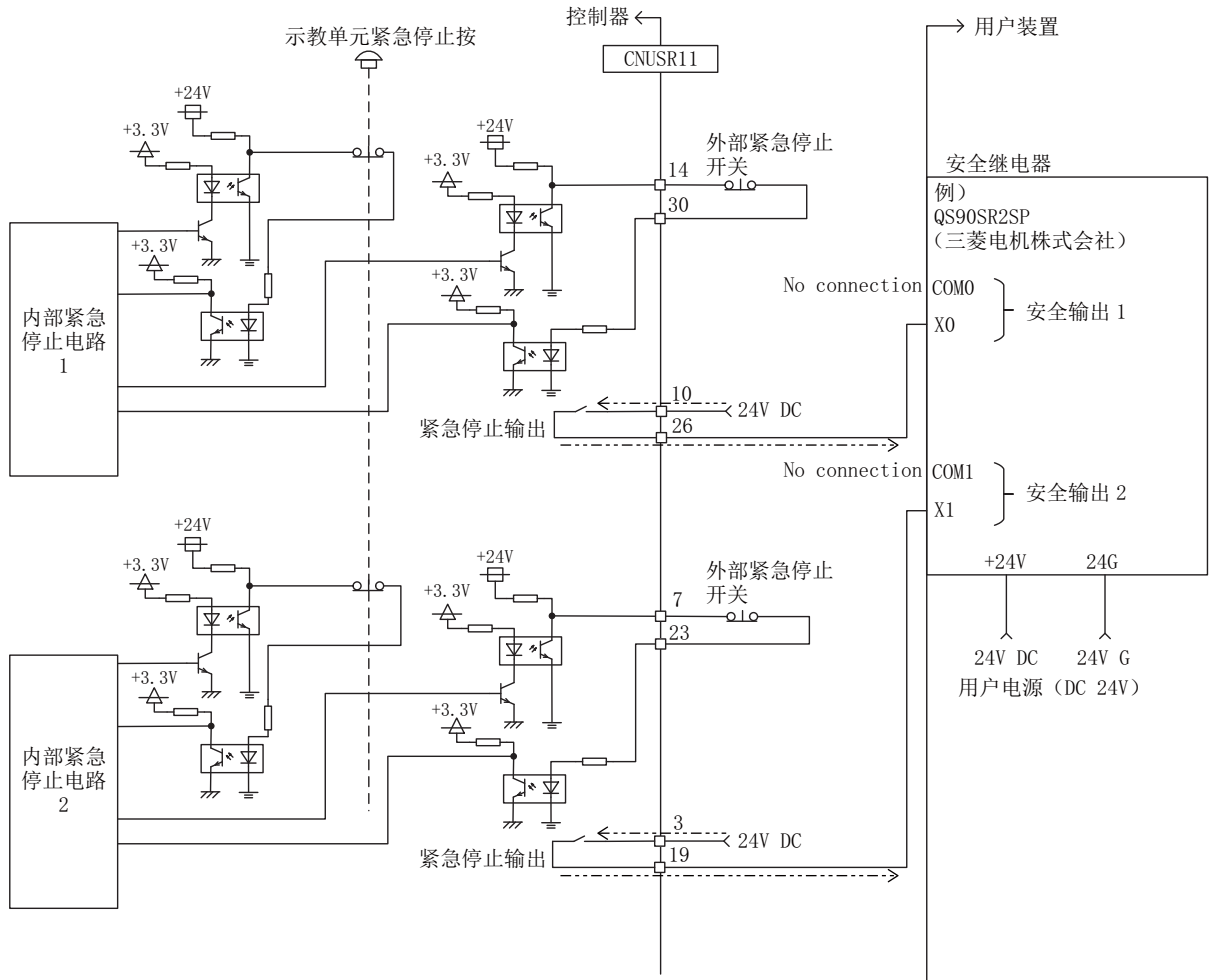 控制器
用户装置
示教单元紧急停止按
CNUSR11
+24V
+3.3V
+24V
+3.3V
外部紧急停止
开关
14
30
安全继电器
例）
QS90SR2SP
（三菱电机株式会社）
+3.3V
+3.3V
No connection
COM0
X0
安全输出 1
内部紧急
停止电路
1
10
24V DC
紧急停止输出
26
No connection
COM1
X1
安全输出 2
+24V
+3.3V
+24V
+3.3V
外部紧急停止
开关
7
23
+24V
24G
24V DC
24V G
用户电源（DC 24V）
+3.3V
+3.3V
内部紧急
停止电路
2
3
24V DC
紧急停止输出
19